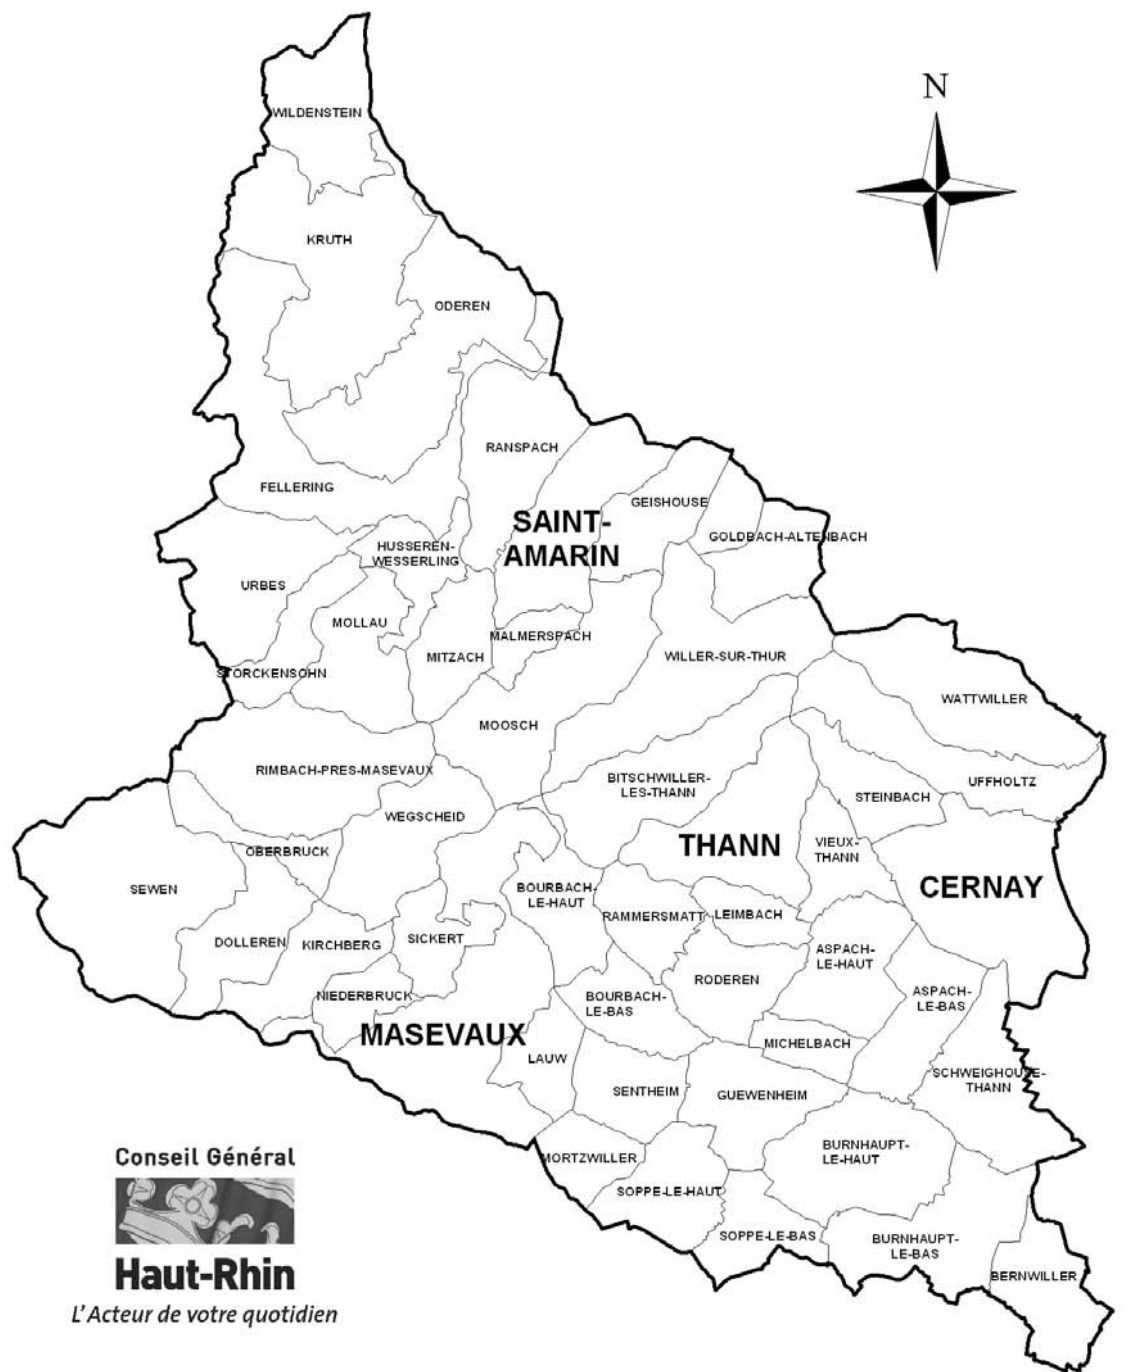 N
WILDENSTEIN
KRUTH
ODEREN
RANSPACH
FELLERING
GEISHOUSE
SAINT-
AMARIN
GOLDBACH-ALTENBACH
HUSSEREN-
WESSERLING
URBES
MOLLAU
MALMERSPACH
MITZACH
WILLER-SUR-THUR
STORCKENSOHN
WATTWILLER
MOOSCH
RIMBACH-PRES-MASEVAUX
BITSCHWILLER-
LES-THANN
UFFHOLTZ
STEINBACH
WEGSCHEID
THANN
VIEUX-
THANN
OBERBRUCK
SEWEN
BOURBACH-
LE-HAUT
CERNAY
RAMMERSMATT
LEIMBACH
DOLLEREN
KIRCHBERG
SICKERT
ASPACH-
LE-HAUT
RODEREN
NIEDERBRUCK
BOURBACH-
LE-BAS
ASPACH-
LE-BAS
MASEVAUX
MICHELBACH
LAUW
SCHWEIGHOUSE-
THANN
SENTHEIM
GUEWENHEIM
BURNHAUPT-
LE-HAUT
MORTZWILLER
SOPPE-LE-HAUT
SOPPE-LE-BAS
BURNHAUPT-
LE-BAS
BERNWILLER
Conseil Général
Haut-Rhin
L'Acteur de votre quotidien